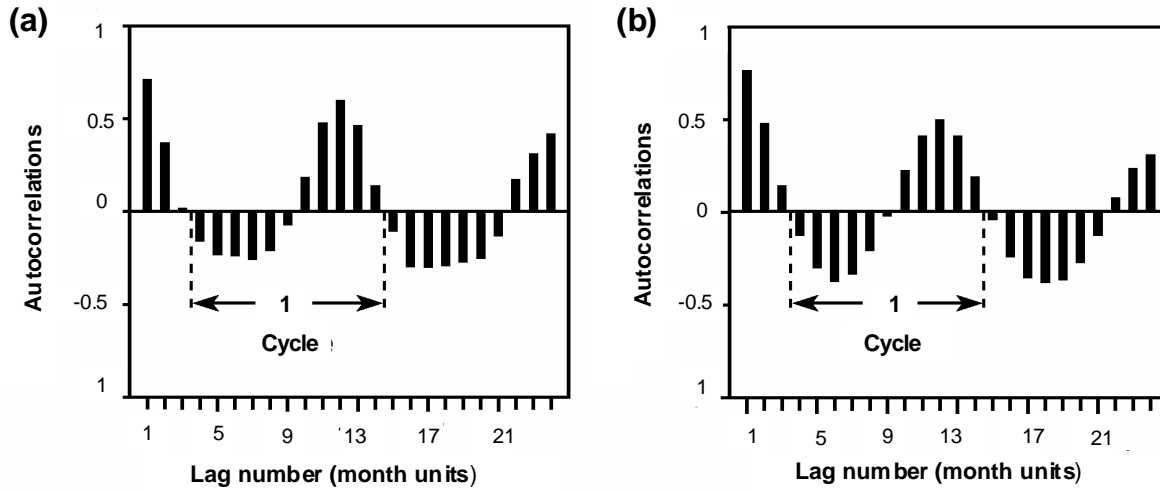 (a)
1
0.5
0
-0.5
1
Autocorrelations
1
Cycle
1 5 9 13 17 21
Lag number (month units)
(b)
1
0.5
0
-0.5
1
Autocorrelations
1
Cycle
1 5 9 13 17 21
Lag number (month units)